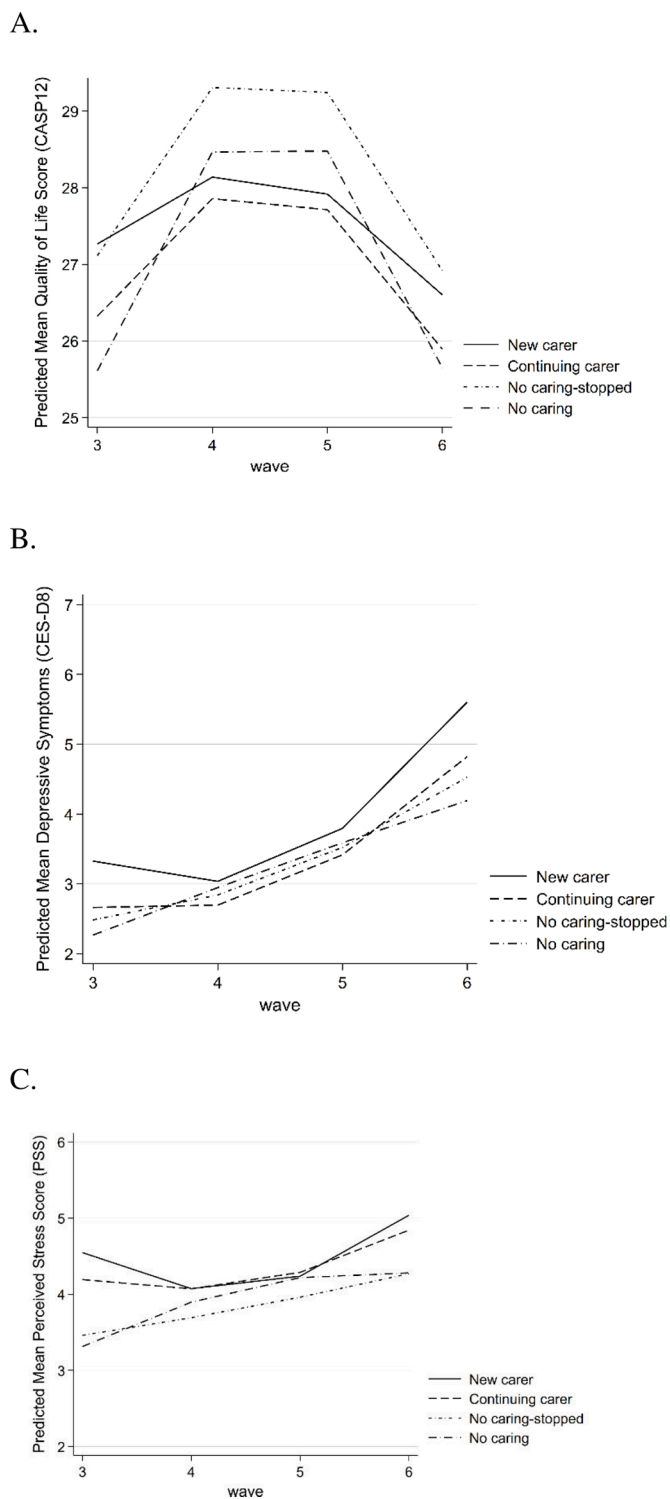 A.
Predicted Mean Quality of Life Score (CASP12)
29
28
27
26
25
3 4 5 6
wave
New carer
Continuing carer
No caring-stopped
No caring
B.
Predicted Mean Depressive Symptoms (CES-D8)
7
6
5
4
3
2
3 4 5 6
wave
New carer
Continuing carer
No caring-stopped
No caring
C.
Predicted Mean Perceived Stress Score (PSS)
6
5
4
3
2
3 4 5 6
wave
New carer
Continuing carer
No caring-stopped
No caring